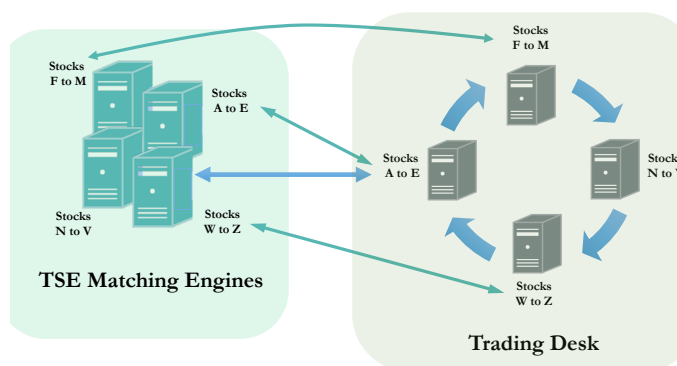 Stocks
F to M
Stocks
F to M
Stocks
A to E
Stocks
A to E
Stocks
N to
Stocks
N to V
Stocks
W to Z
Stocks
W to Z
TSE Matching Engines
Trading Desk